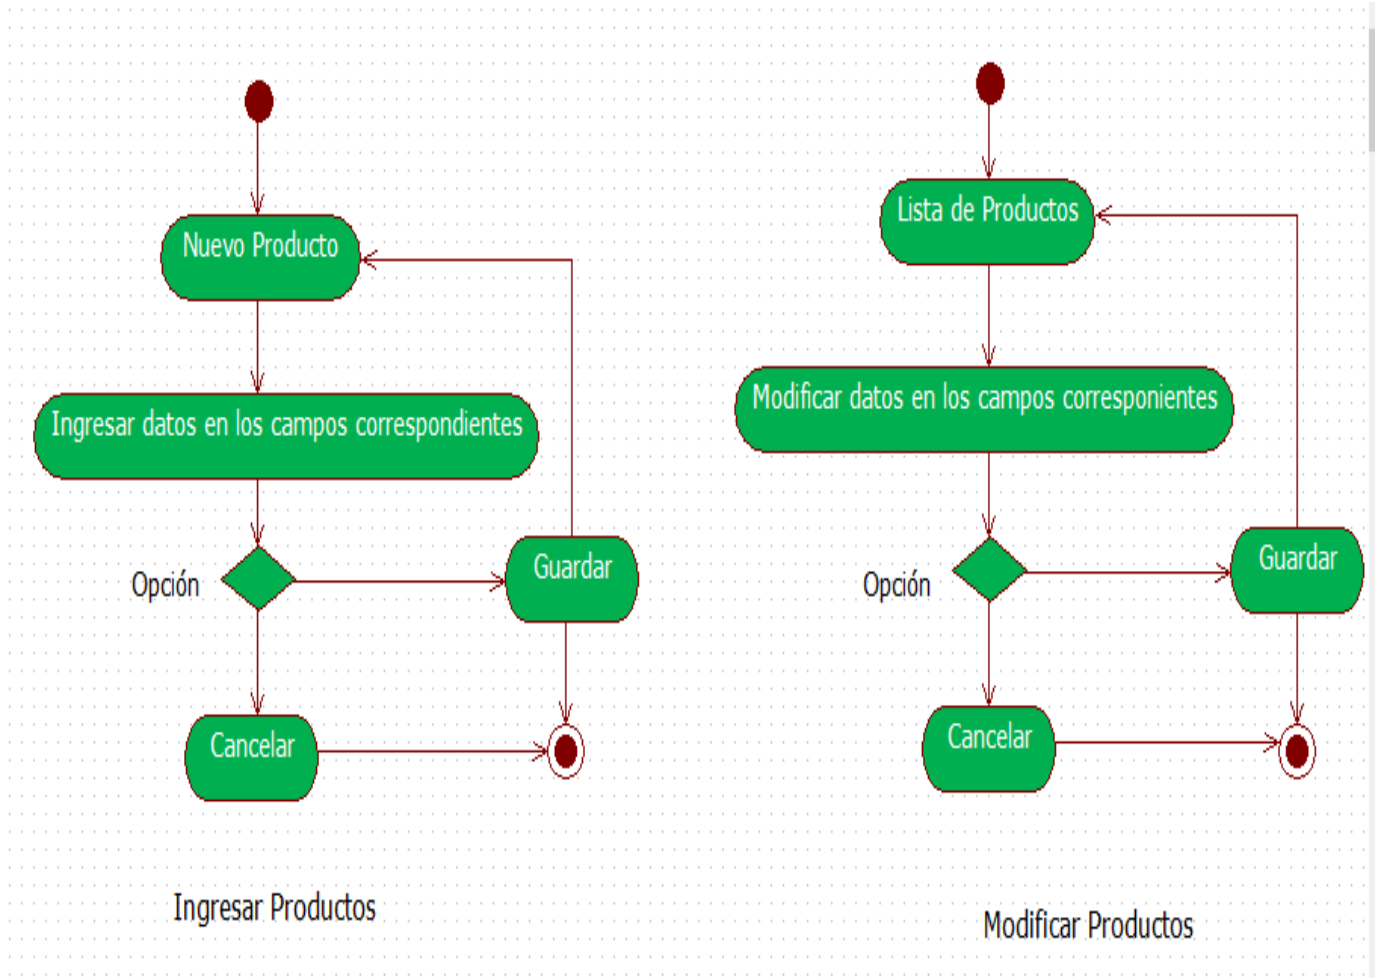 Nuevo Producto
Ingresar datos en los campos correspondientes
Opción
Guardar
Cancelar
Ingresar Productos
Lista de Productos
Modificar datos en los campos corresponientes
Opción
Guardar
Cancelar
Modificar Productos